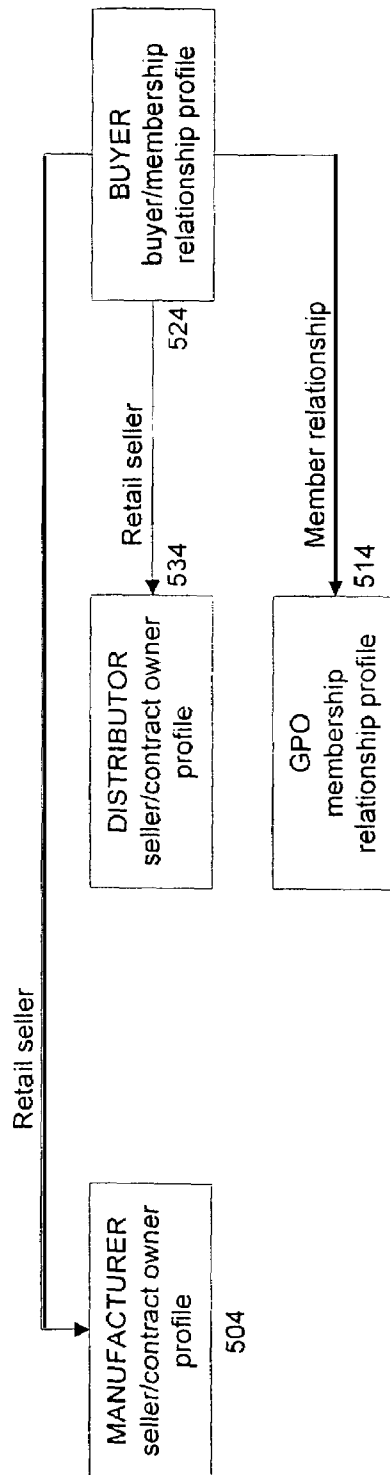 Retail seller
MANUFACTURER
seller/contract owner
profile
504
DISTRIBUTOR
seller/contract owner
profile
534
Retail seller
BUYER
buyer/membership
relationship profile
524
GPO
membership
relationship profile
514
Member relationship